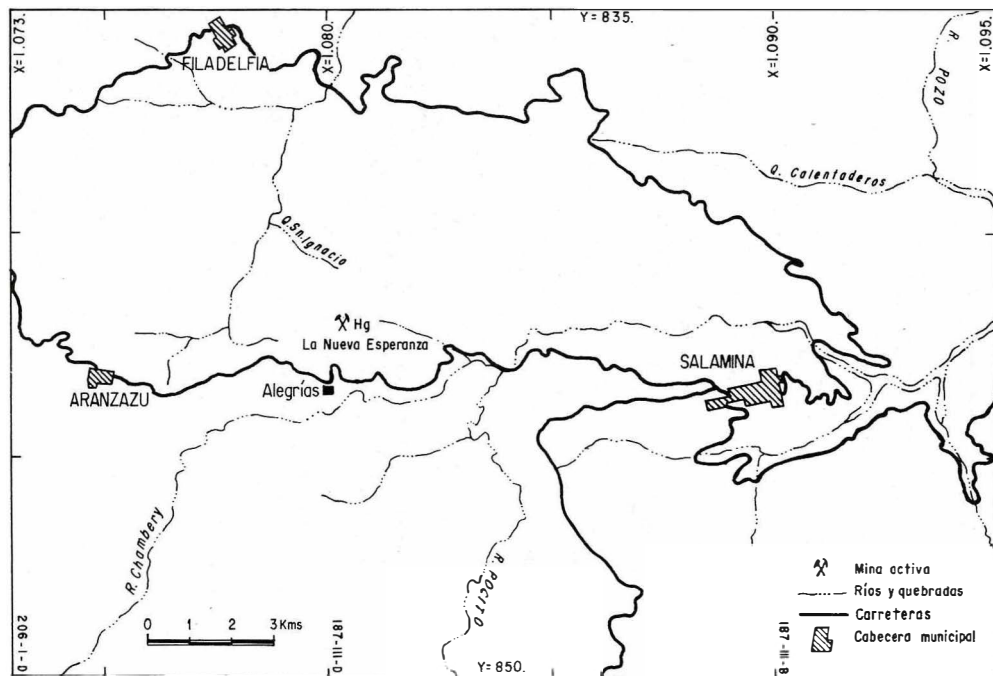 X=1.073.
X=1.080.
Y= 835.
X=1.090.
X=1.095.
FILADELFIA
R. POZO
Q. Calentaderos
Q. Sn. Ignacio
Hg
La Nueva Esperanza
SALAMINA
ARANZAZU
Alegrías
R. Chambery
R. POCITO
Mina activa
Ríos y quebradas
Carreteras
Cabecera municipal
0 1 2 3 Kms
206-I-D
187-III-D
Y= 850.
187-III-B